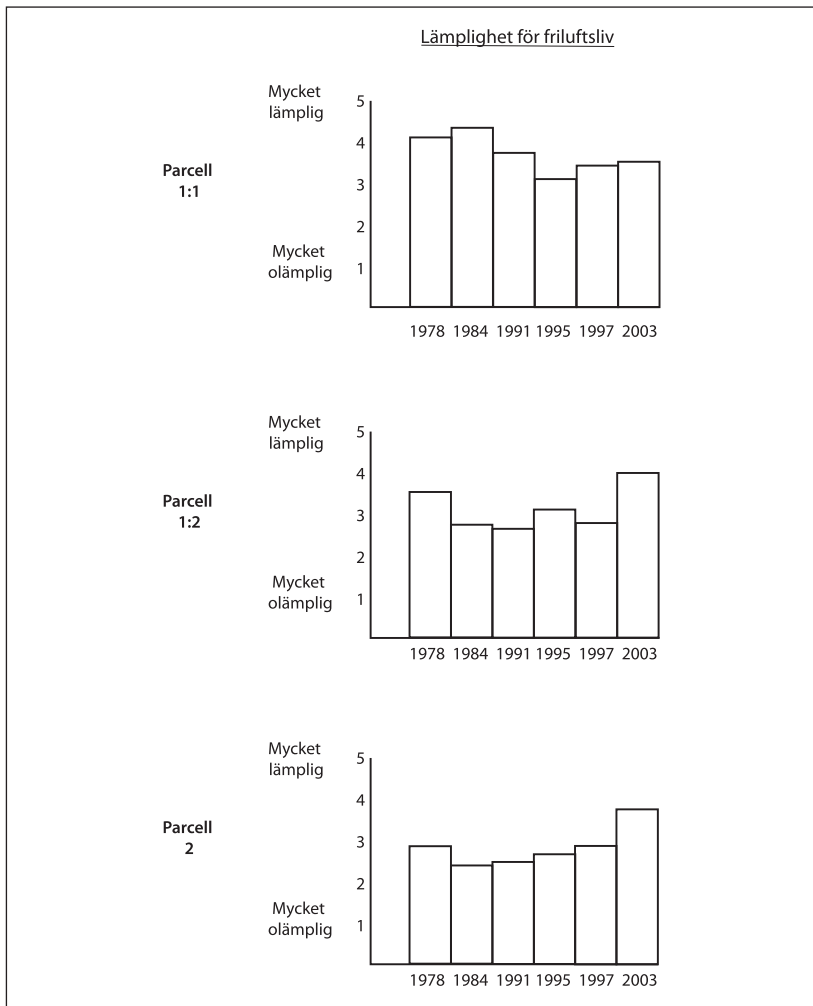 Lämplighet för friluftsliv
Mycket
lämplig
5
4
Parcell
1:1
3
2
Mycket
olämplig
1
1978 1984 1991 1995 1997 2003
Mycket
lämplig
5
4
Parcell
1:2
3
2
Mycket
olämplig
1
1978 1984 1991 1995 1997 2003
Mycket
lämplig
5
4
Parcell
2
3
2
Mycket
olämplig
1
1978 1984 1991 1995 1997 2003